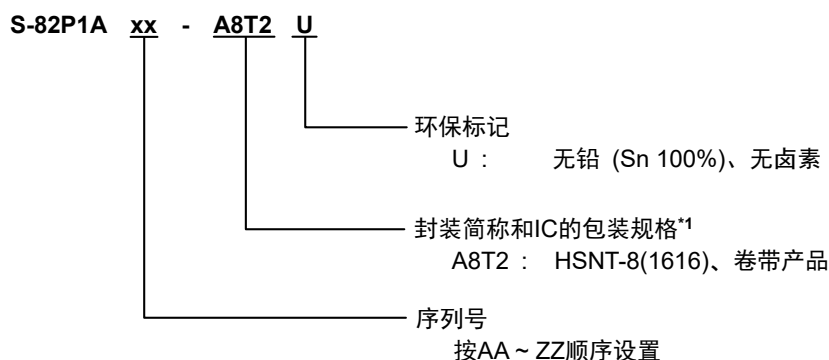 S-82P1A xx - A8T2 U
环保标记
U : 无铅 (Sn 100%)、无卤素
封装简称和IC的包装规格*1
A8T2 : HSNT-8(1616)、卷带产品
序列号
按AA ~ ZZ顺序设置